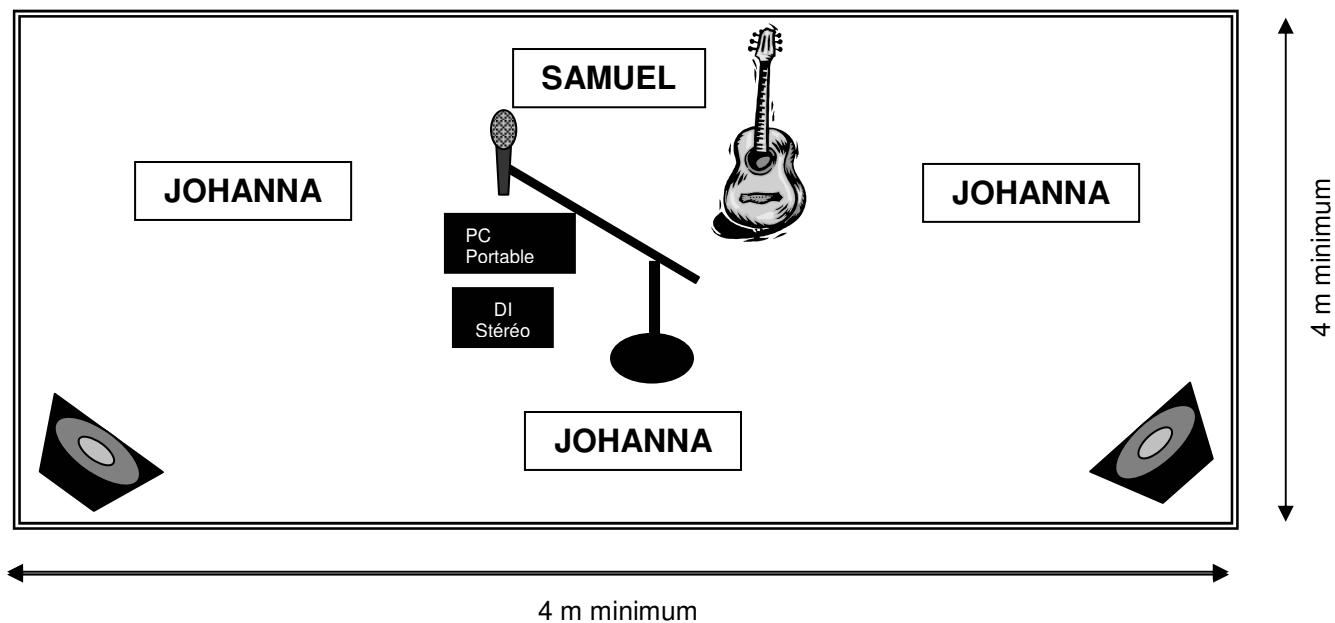 SAMUEL
JOHANNA
JOHANNA
PC
Portable
DI
Stéréo
JOHANNA
4 m minimum
4 m minimum